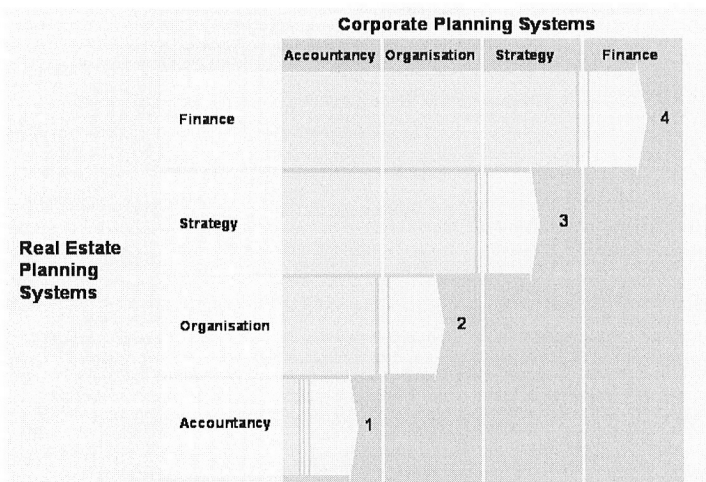 Corporate Planning Systems
Accountancy Organisation Strategy Finance
Finance 4
Strategy 3
Real Estate
Planning
Systems
Organisation 2
Accountancy 1